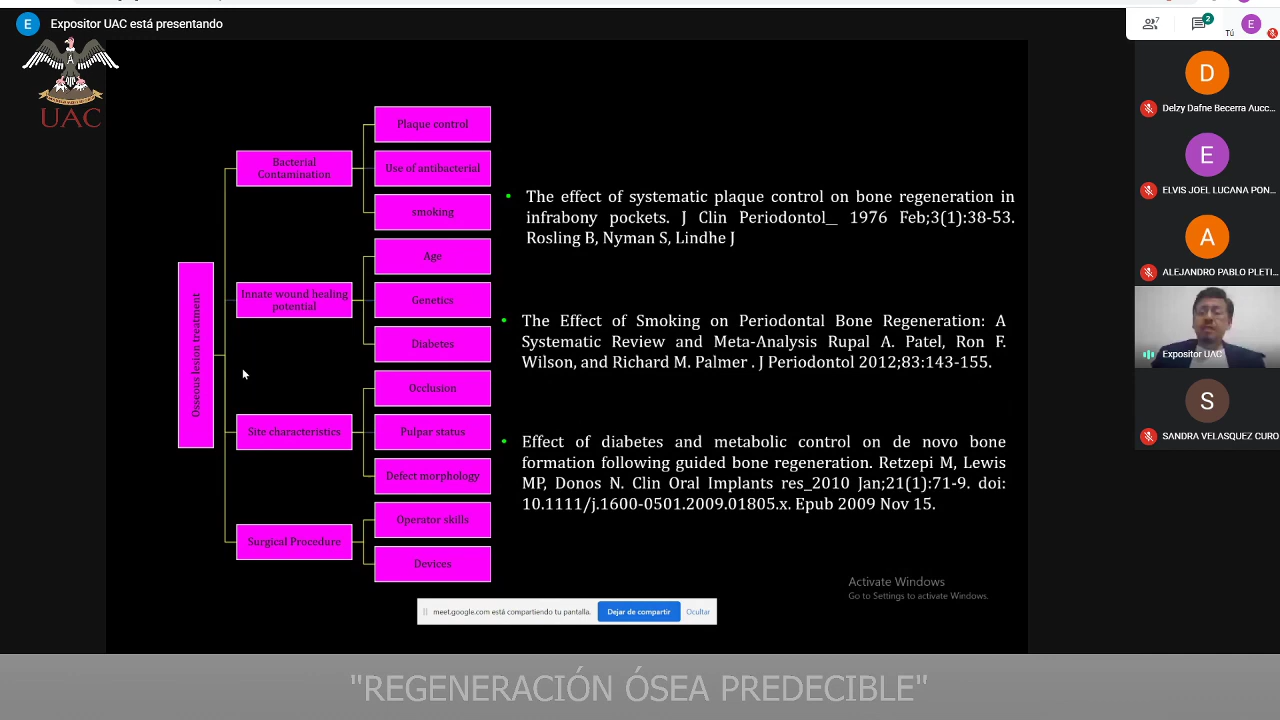 E Expositor UAC está presentando
2
E
Tú
UAC
D
Delzy Dafne Becerra Aucc...
E
ELVIS JOEL LUCANA PON...
A
ALEJANDRO PABLO PLETI...
Expositor UAC
S
SANDRA VELASQUEZ CURO
Osseous lesion treatment
Bacterial
Contamination
Plaque control
Use of antibacterial
smoking
Innate wound healing
potential
Age
Genetics
Diabetes
Site characteristics
Occlusion
Pulpar status
Defect morphology
Surgical Procedure
Operator skills
Devices
• The effect of systematic plaque control on bone regeneration in
infrabony pockets. J Clin Periodontol_ 1976 Feb;3(1):38-53.
Rosling B, Nyman S, Lindhe J
• The Effect of Smoking on Periodontal Bone Regeneration: A
Systematic Review and Meta-Analysis Rupal A. Patel, Ron F.
Wilson, and Richard M. Palmer . J Periodontol 2012;83:143-155.
• Effect of diabetes and metabolic control on de novo bone
formation following guided bone regeneration. Retzepi M, Lewis
MP, Donos N. Clin Oral Implants res_2010 Jan;21(1):71-9. doi:
10.1111/j.1600-0501.2009.01805.x. Epub 2009 Nov 15.
Activate Windows
Go to Settings to activate Windows.
meet.google.com está compartiendo tu pantalla.
Dejar de compartir
Ocultar
"REGENERACIÓN ÓSEA PREDECIBLE"